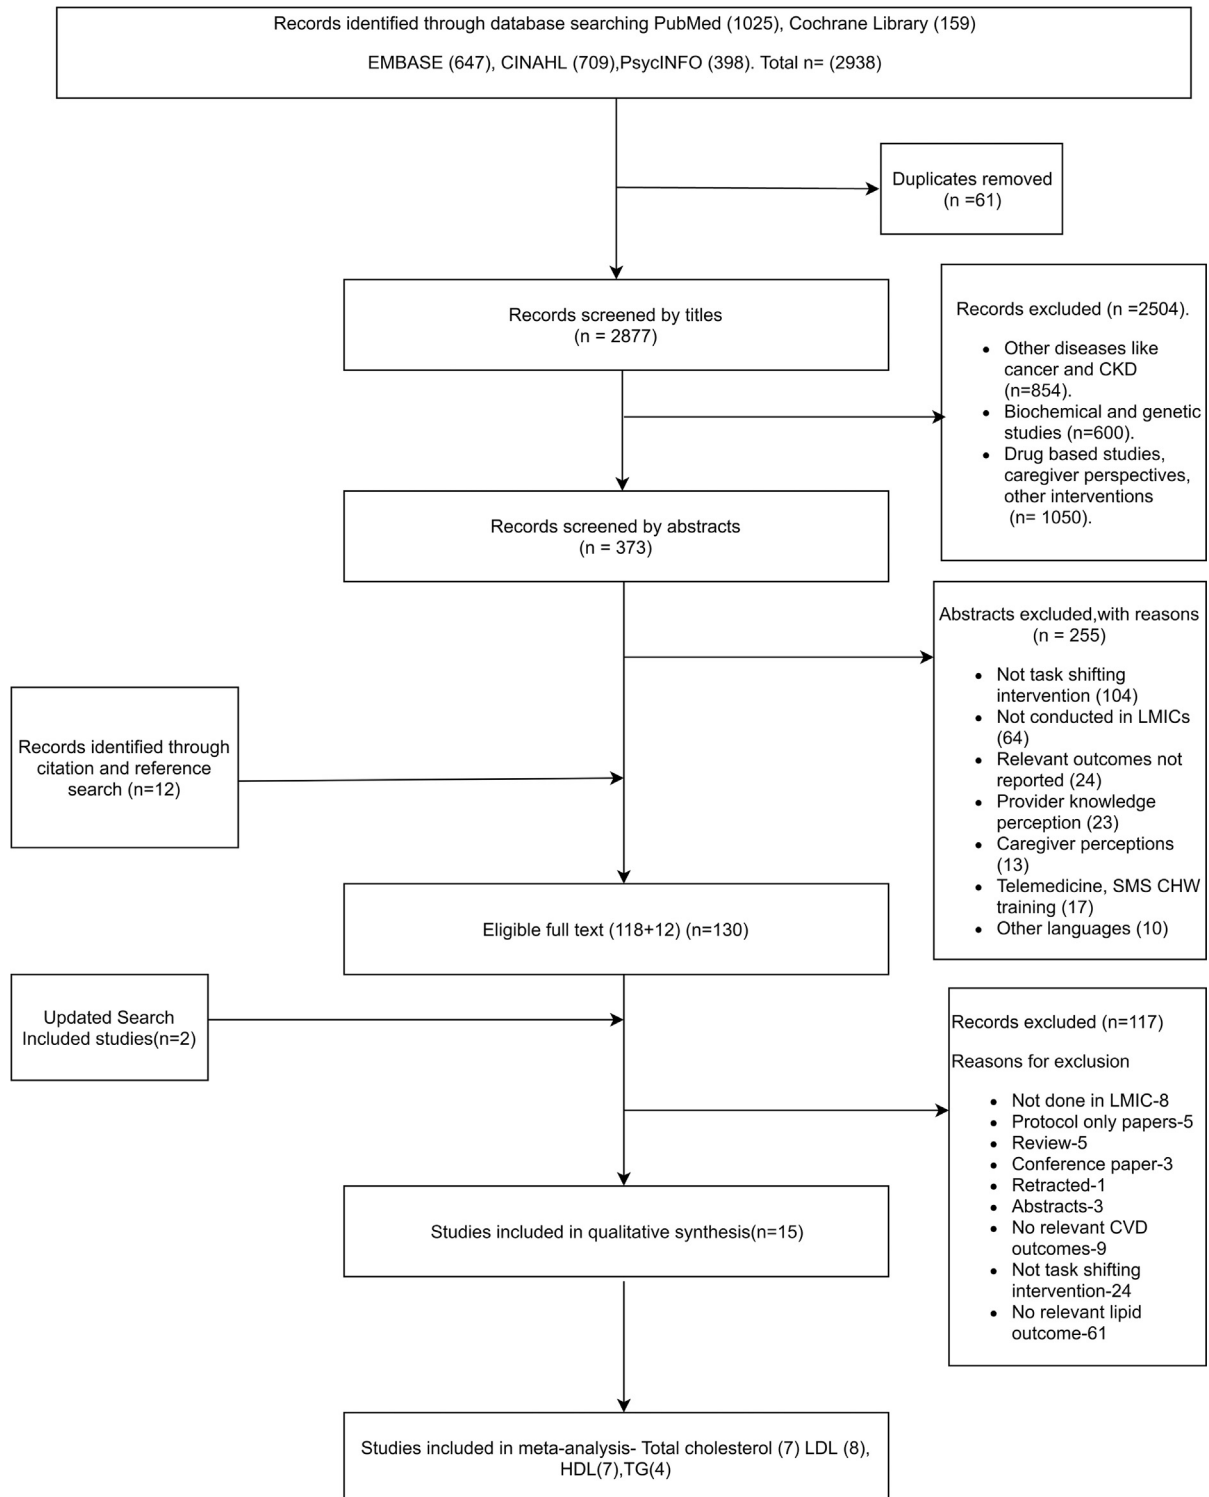 Records identified through database searching PubMed (1025), Cochrane Library (159)
EMBASE (647), CINAHL (709),PsycINFO (398). Total n= (2938)
Duplicates removed
(n =61)
Records screened by titles
(n = 2877)
Records excluded (n =2504).
• Other diseases like
cancer and CKD
(n=854).
• Biochemical and genetic
studies (n=600).
• Drug based studies,
caregiver perspectives,
other interventions
(n= 1050).
Records screened by abstracts
(n = 373)
Abstracts excluded,with reasons
(n = 255)
• Not task shifting
intervention (104)
• Not conducted in LMICs
(64)
• Relevant outcomes not
reported (24)
• Provider knowledge
perception (23)
• Caregiver perceptions
(13)
• Telemedicine, SMS CHW
training (17)
• Other languages (10)
Records identified through
citation and reference
search (n=12)
Eligible full text (118+12) (n=130)
Updated Search
Included studies(n=2)
Records excluded (n=117)
Reasons for exclusion
• Not done in LMIC-8
• Protocol only papers-5
• Review-5
• Conference paper-3
• Retracted-1
• Abstracts-3
• No relevant CVD
outcomes-9
• Not task shifting
intervention-24
• No relevant lipid
outcome-61
Studies included in qualitative synthesis(n=15)
Studies included in meta-analysis- Total cholesterol (7) LDL (8),
HDL(7),TG(4)